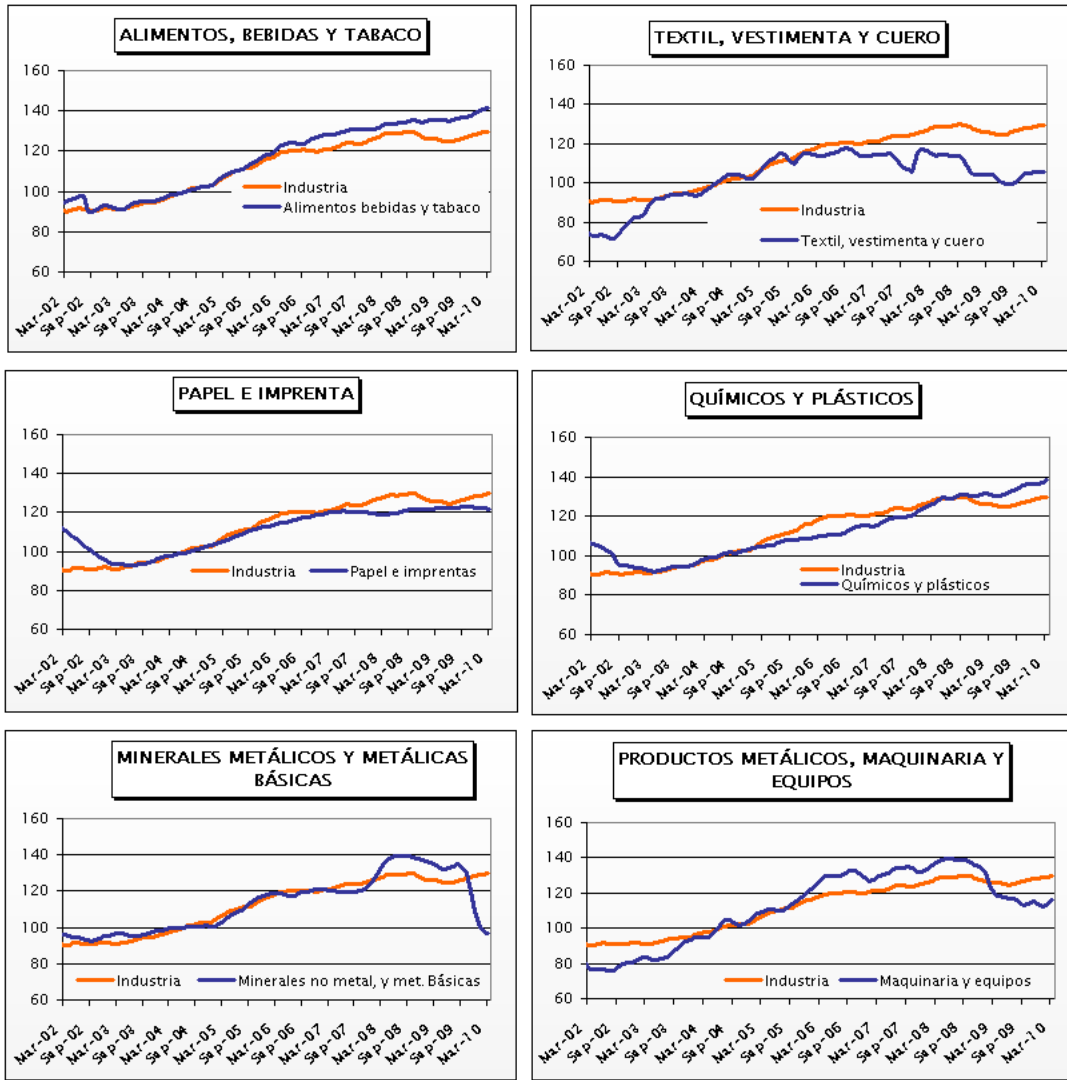 ALIMENTOS, BEBIDAS Y TABACO
160
140
120
100
80
60
Industria
Alimentos bebidas y tabaco
Mar-02
Sep-02
Mar-03
Sep-03
Mar-04
Sep-04
Mar-05
Sep-05
Mar-06
Sep-06
Mar-07
Sep-07
Mar-08
Sep-08
Mar-09
Sep-09
Mar-10
TEXTIL, VESTIMENTA Y CUERO
160
140
120
100
80
60
Industria
Textil, vestimenta y cuero
Mar-02
Sep-02
Mar-03
Sep-03
Mar-04
Sep-04
Mar-05
Sep-05
Mar-06
Sep-06
Mar-07
Sep-07
Mar-08
Sep-08
Mar-09
Sep-09
Mar-10
PAPEL E IMPRENTA
160
140
120
100
80
60
Industria Papel e imprentas
Mar-02
Sep-02
Mar-03
Sep-03
Mar-04
Sep-04
Mar-05
Sep-05
Mar-06
Sep-06
Mar-07
Sep-07
Mar-08
Sep-08
Mar-09
Sep-09
Mar-10
QUÍMICOS Y PLÁSTICOS
160
140
120
100
80
60
Industria
Químicos y plásticos
Mar-02
Sep-02
Mar-03
Sep-03
Mar-04
Sep-04
Mar-05
Sep-05
Mar-06
Sep-06
Mar-07
Sep-07
Mar-08
Sep-08
Mar-09
Sep-09
Mar-10
MINERALES METÁLICOS Y METÁLICAS
BÁSICAS
160
140
120
100
80
60
Industria Minerales no metal, y met. Básicas
Mar-02
Sep-02
Mar-03
Sep-03
Mar-04
Sep-04
Mar-05
Sep-05
Mar-06
Sep-06
Mar-07
Sep-07
Mar-08
Sep-08
Mar-09
Sep-09
Mar-10
PRODUCTOS METÁLICOS, MAQUINARIA Y
EQUIPOS
160
140
120
100
80
60
Industria Maquinaria y equipos
Mar-02
Sep-02
Mar-03
Sep-03
Mar-04
Sep-04
Mar-05
Sep-05
Mar-06
Sep-06
Mar-07
Sep-07
Mar-08
Sep-08
Mar-09
Sep-09
Mar-10